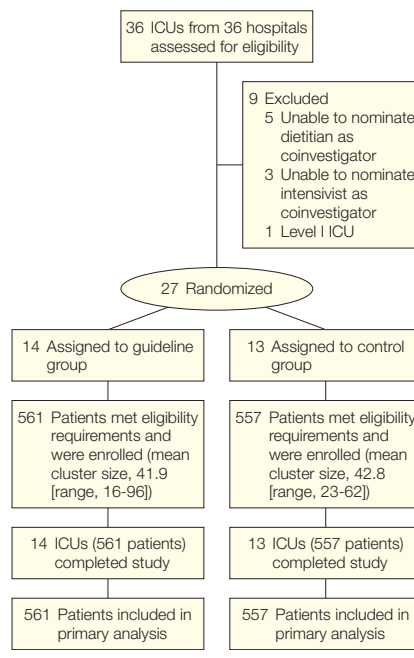 36 ICUs from 36 hospitals
assessed for eligibility
9 Excluded
5 Unable to nominate
dietitian as
coinvestigator
3 Unable to nominate
intensivist as
coinvestigator
1 Level I ICU
27 Randomized
14 Assigned to guideline
group
13 Assigned to control
group
561 Patients met eligibility
requirements and
were enrolled (mean
cluster size, 41.9
[range, 16-96])
557 Patients met eligibility
requirements and
were enrolled (mean
cluster size, 42.8
[range, 23-62])
14 ICUs (561 patients)
completed study
13 ICUs (557 patients)
completed study
561 Patients included in
primary analysis
557 Patients included in
primary analysis